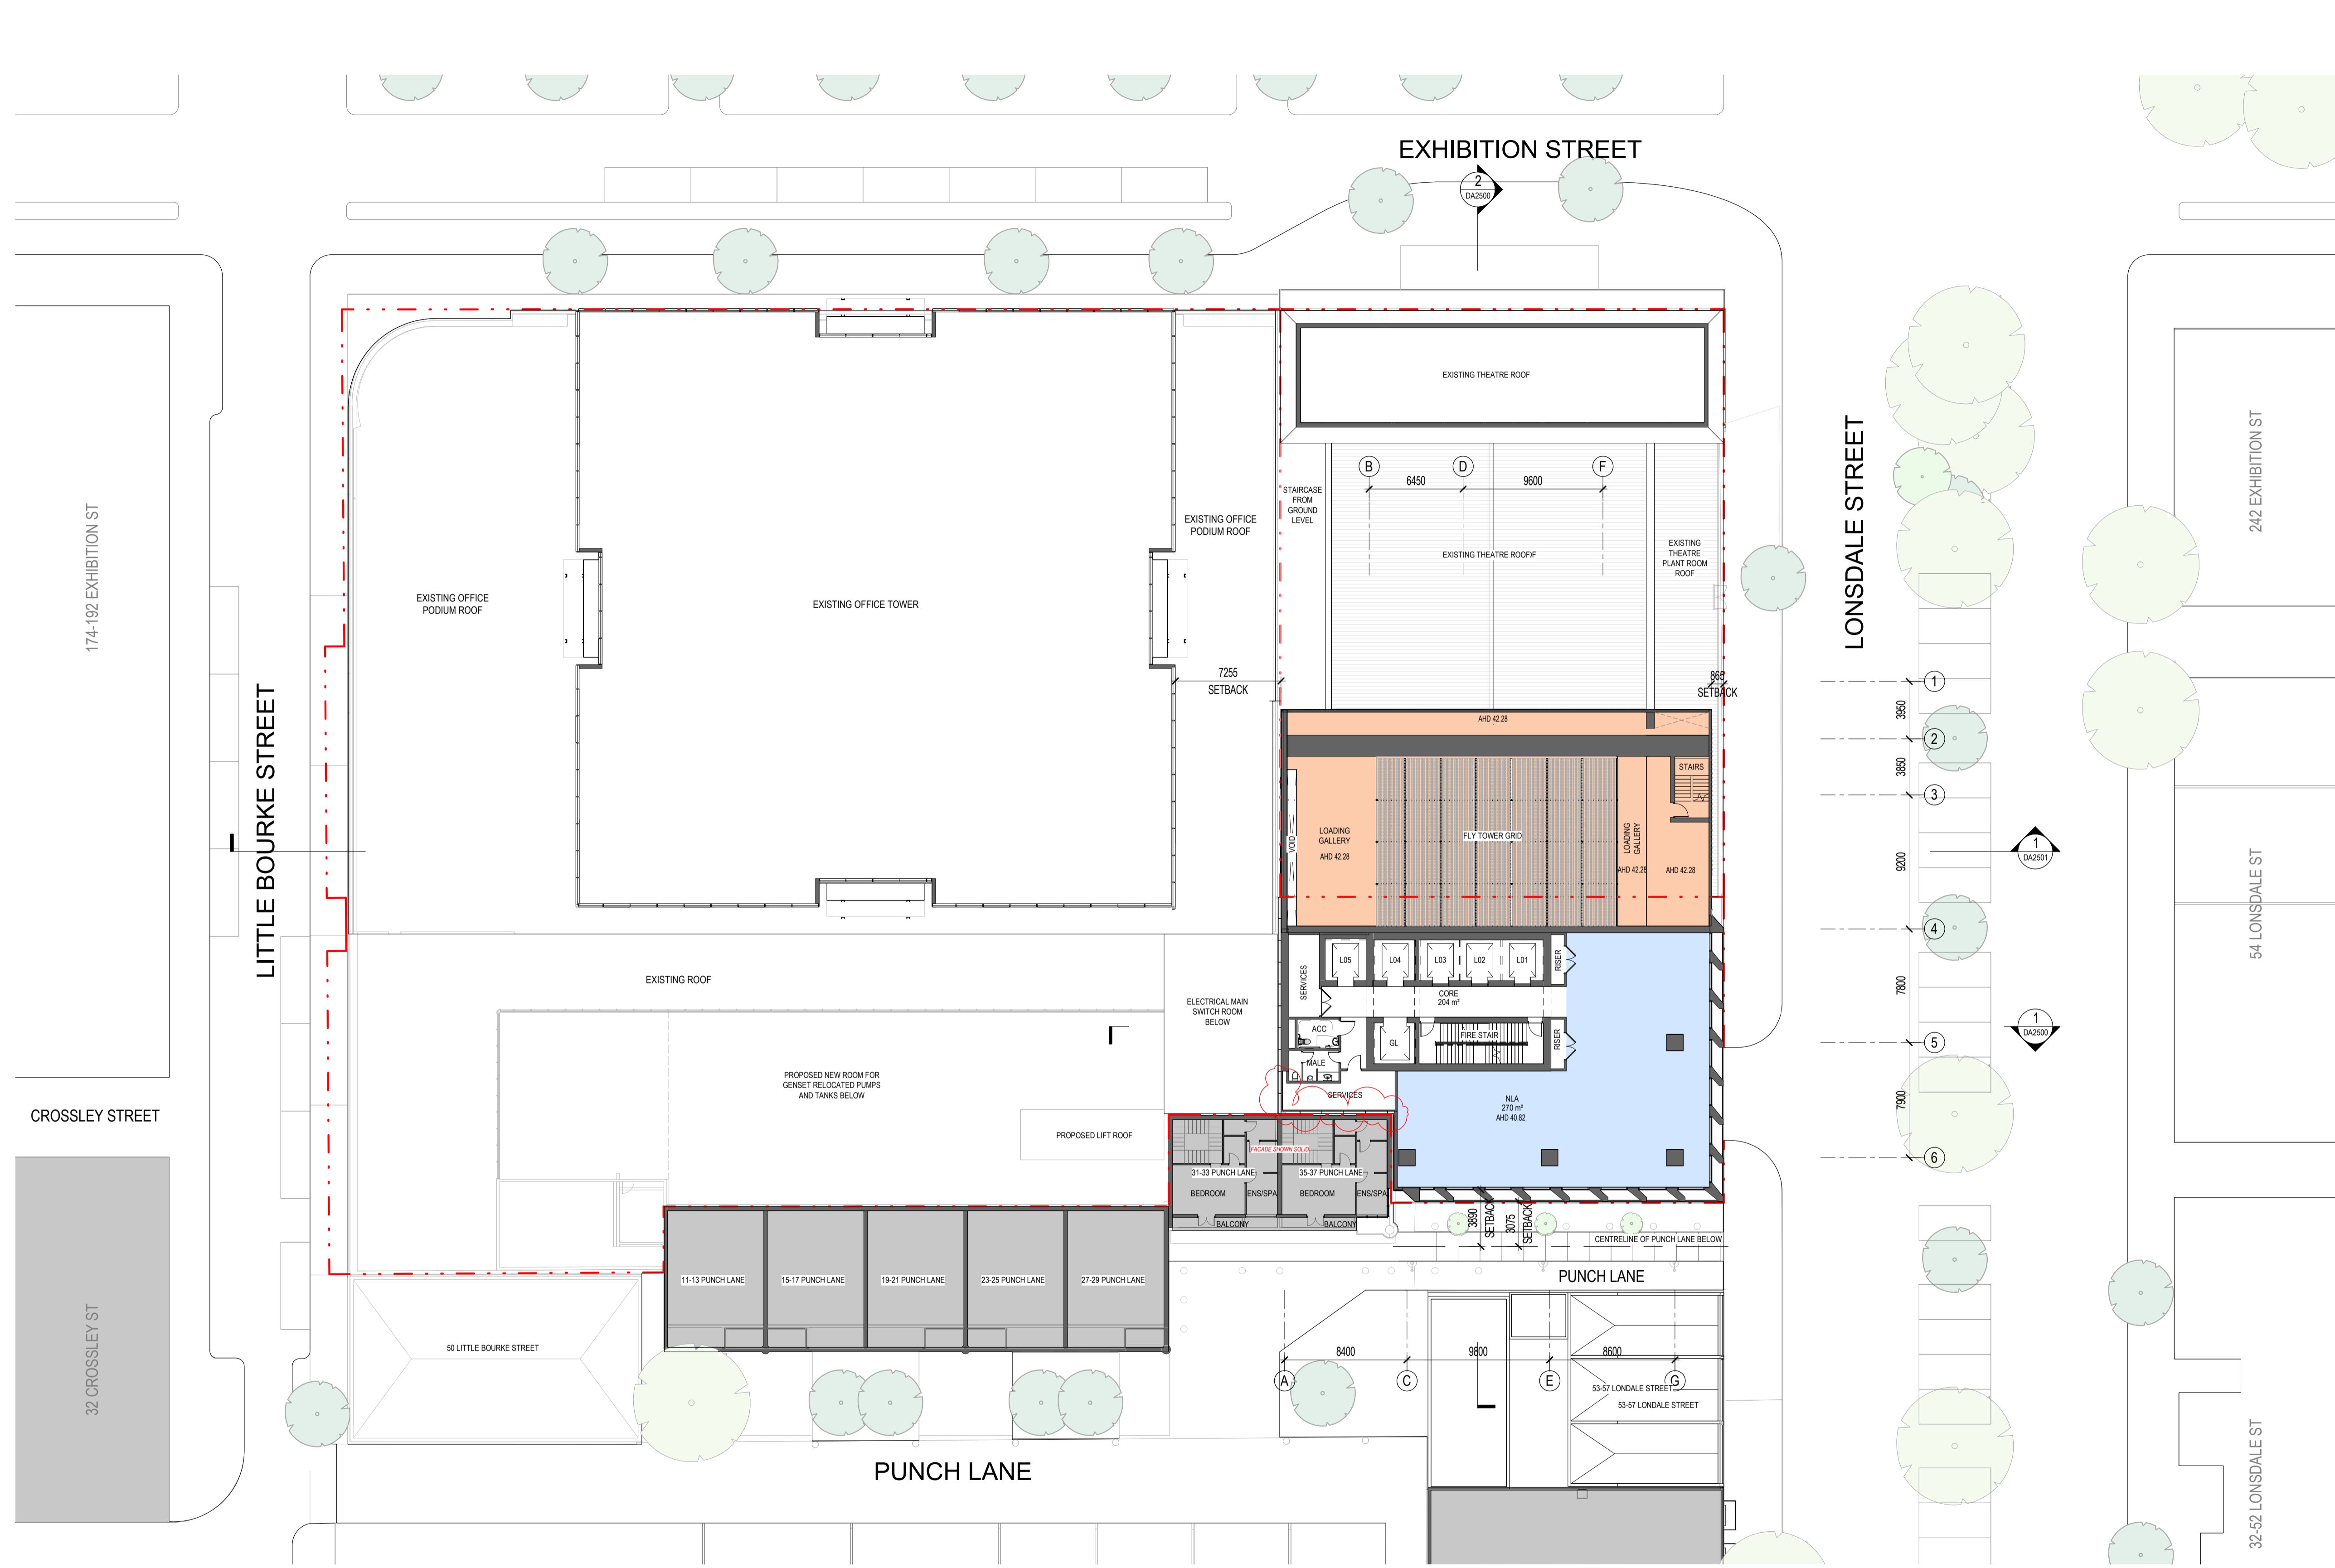 EXHIBITION STREET
2
DA2500
EXISTING THEATRE ROOF
B
D
F
6450
9600
STAIRCASE
FROM
GROUND
LEVEL
EXISTING OFFICE
PODIUM ROOF
EXISTING THEATRE ROOF
EXISTING
THEATRE
PLANT ROOM
ROOF
LONSDALE STREET
242 EXHIBITION ST
174-192 EXHIBITION ST
EXISTING OFFICE
PODIUM ROOF
EXISTING OFFICE TOWER
7255
SETBACK
865
SETBACK
1
3950
2
3850
3
9200
4
7800
5
7900
6
AHD 42.28
STAIRS
LOADING
GALLERY
AHD 42.28
VOID
FLY TOWER GRID
LOADING
GALLERY
AHD 42.28
AHD 42.28
1
DA2501
54 LONSDALE ST
LITTLE BOURKE STREET
EXISTING ROOF
ELECTRICAL MAIN
SWITCH ROOM
BELOW
SERVICES
L05
L04
L03
L02
L01
RISER
CORE
204 m²
ACC
GL
FIRE STAIR
RISER
MALE
SERVICES
1
DA2500
NLA
270 m²
AHD 40.82
PROPOSED NEW ROOM FOR
GENSET RELOCATED PUMPS
AND TANKS BELOW
CROSSLEY STREET
PROPOSED LIFT ROOF
FACADE SHOWN SOLID
31-33 PUNCH LANE
35-37 PUNCH LANE
BEDROOM
ENS/SPA
BEDROOM
ENS/SPA
BALCONY
BALCONY
3890
SETBACK
3075
SETBACK
CENTRELINE OF PUNCH LANE BELOW
PUNCH LANE
11-13 PUNCH LANE
15-17 PUNCH LANE
19-21 PUNCH LANE
23-25 PUNCH LANE
27-29 PUNCH LANE
32 CROSSLEY ST
50 LITTLE BOURKE STREET
8400
9800
8600
A
C
E
G
53-57 LONDALE STREET
53-57 LONDALE STREET
PUNCH LANE
32-52 LONSDALE ST